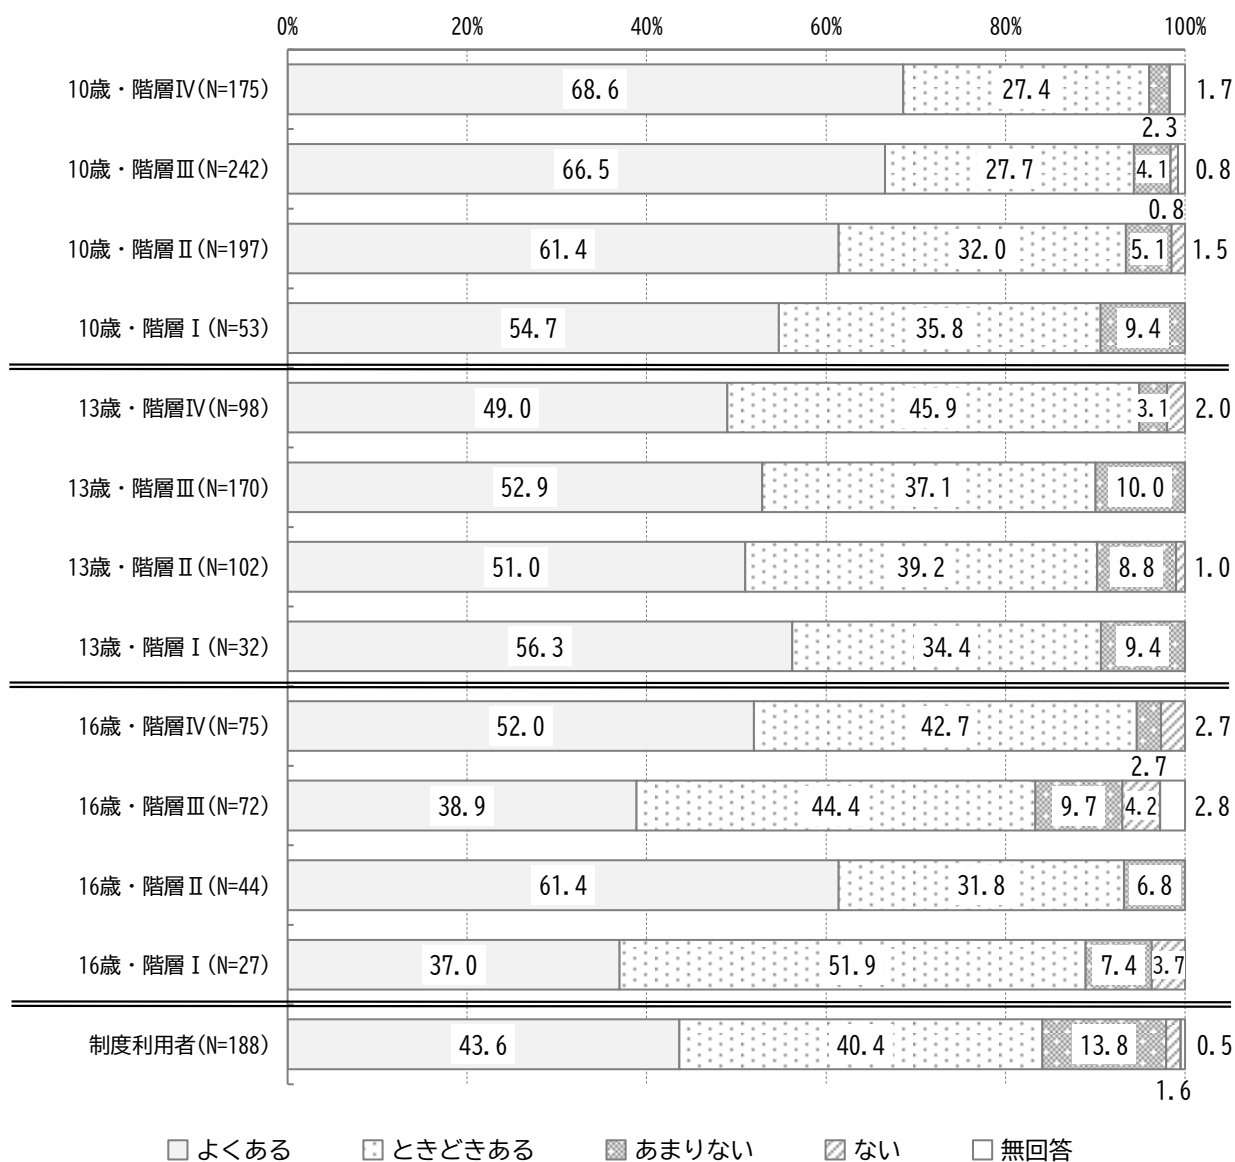 0% 20% 40% 60% 80% 100%
10歳・階層Ⅳ(N=175) 68.6 27.4 1.7
2.3
10歳・階層Ⅲ(N=242) 66.5 27.7 4.1 0.8
0.8
10歳・階層Ⅱ(N=197) 61.4 32.0 5.1 1.5
10歳・階層Ⅰ(N=53) 54.7 35.8 9.4
13歳・階層Ⅳ(N=98) 49.0 45.9 3.1 2.0
13歳・階層Ⅲ(N=170) 52.9 37.1 10.0
13歳・階層Ⅱ(N=102) 51.0 39.2 8.8 1.0
13歳・階層Ⅰ(N=32) 56.3 34.4 9.4
16歳・階層Ⅳ(N=75) 52.0 42.7 2.7
2.7
16歳・階層Ⅲ(N=72) 38.9 44.4 9.7 4.2 2.8
16歳・階層Ⅱ(N=44) 61.4 31.8 6.8
16歳・階層Ⅰ(N=27) 37.0 51.9 7.4 3.7
制度利用者(N=188) 43.6 40.4 13.8 0.5
1.6
よくある ときどきある あまりない ない 無回答